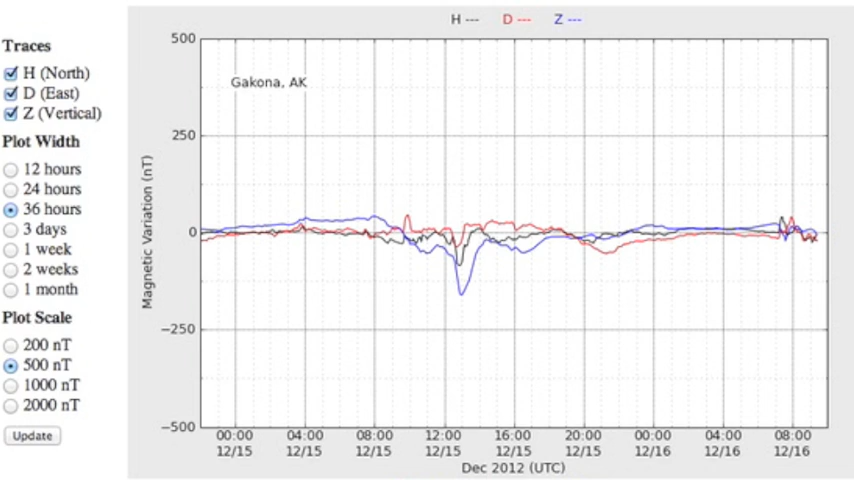 H --- D --- Z ---
Traces
H (North)
D (East)
Z (Vertical)
Plot Width
12 hours
24 hours
36 hours
3 days
1 week
2 weeks
1 month
Plot Scale
200 nT
500 nT
1000 nT
2000 nT
Update
Gakona, AK
Magnetic Variation (nT)
500
250
0
−250
−500
00:00 04:00 08:00 12:00 16:00 20:00 00:00 04:00 08:00
12/15 12/15 12/15 12/15 12/15 12/15 12/16 12/16 12/16
Dec 2012 (UTC)